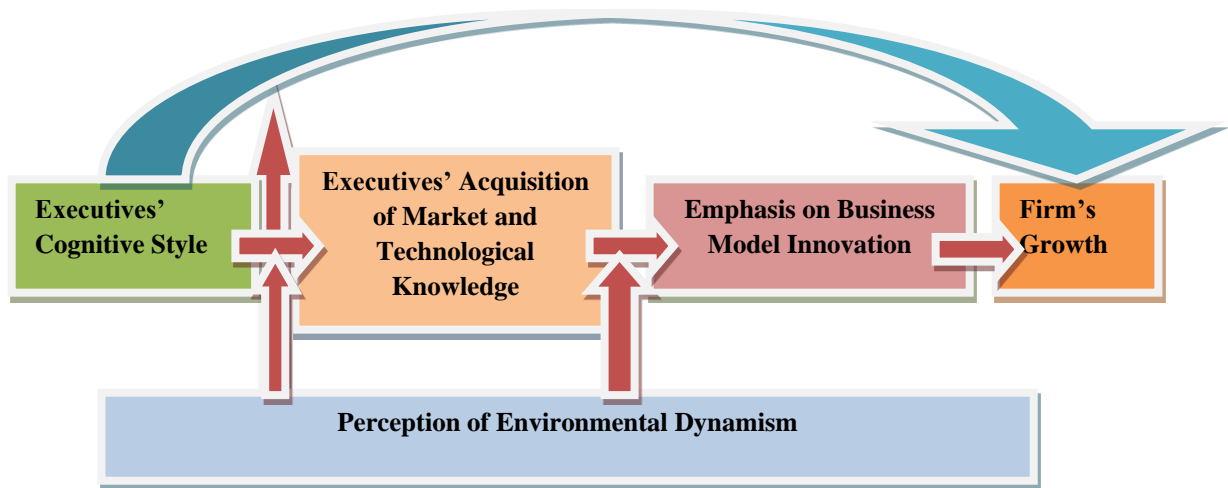 Executives'
Cognitive Style
Executives' Acquisition
of Market and
Technological
Knowledge
Emphasis on Business
Model Innovation
Firm's
Growth
Perception of Environmental Dynamism